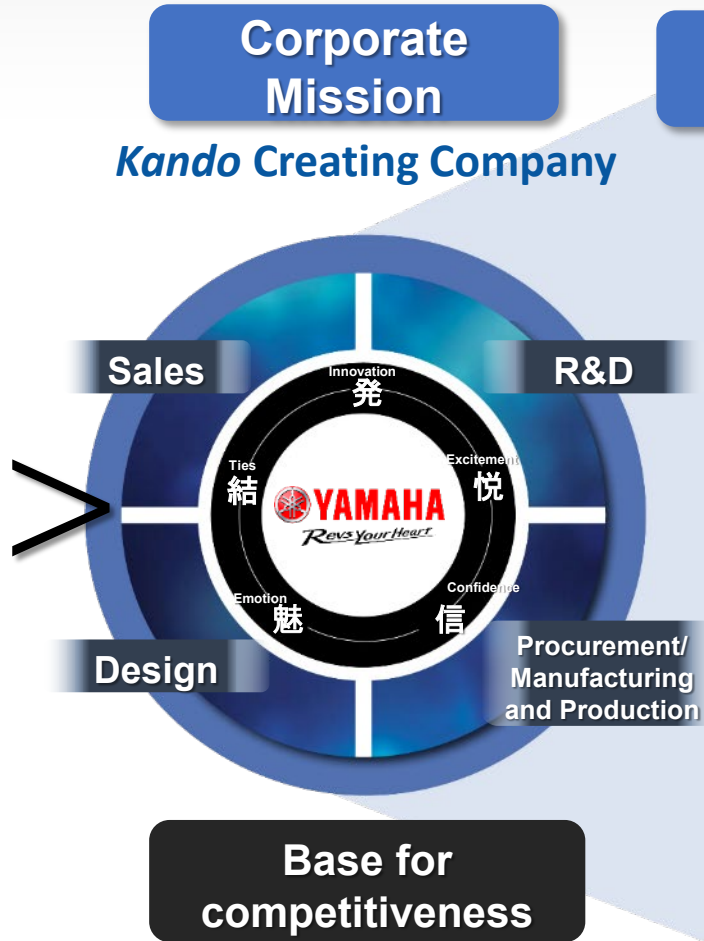 Corporate
Mission
Kando Creating Company
Sales
R&D
Innovation
発
Ties
結
Excitement
悦
YAMAHA
Revs Your Heart
Emotion
魅
Confidence
信
Design
Procurement/
Manufacturing
and Production
Base for
competitiveness